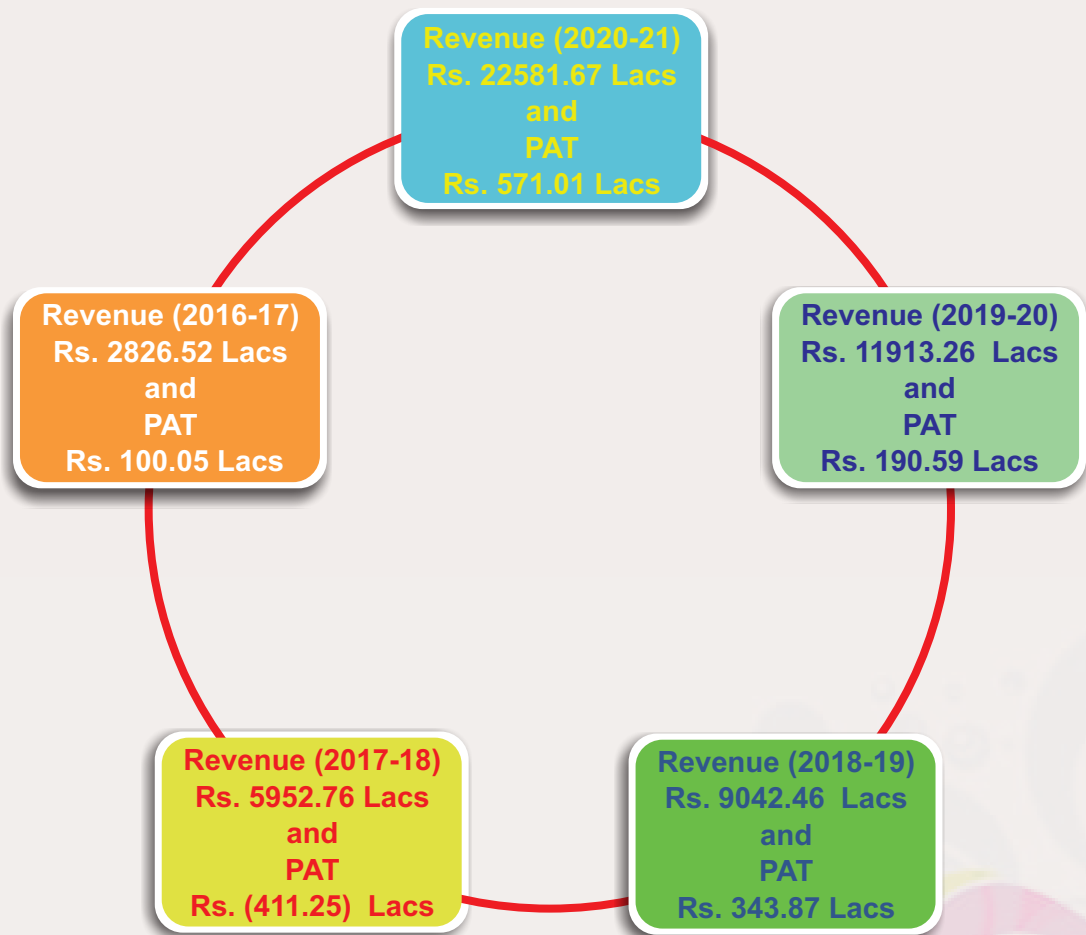 Revenue (2020-21)
Rs. 22581.67 Lacs
and
PAT
Rs. 571.01 Lacs
Revenue (2016-17)
Rs. 2826.52 Lacs
and
PAT
Rs. 100.05 Lacs
Revenue (2019-20)
Rs. 11913.26 Lacs
and
PAT
Rs. 190.59 Lacs
Revenue (2017-18)
Rs. 5952.76 Lacs
and
PAT
Rs. (411.25) Lacs
Revenue (2018-19)
Rs. 9042.46 Lacs
and
PAT
Rs. 343.87 Lacs